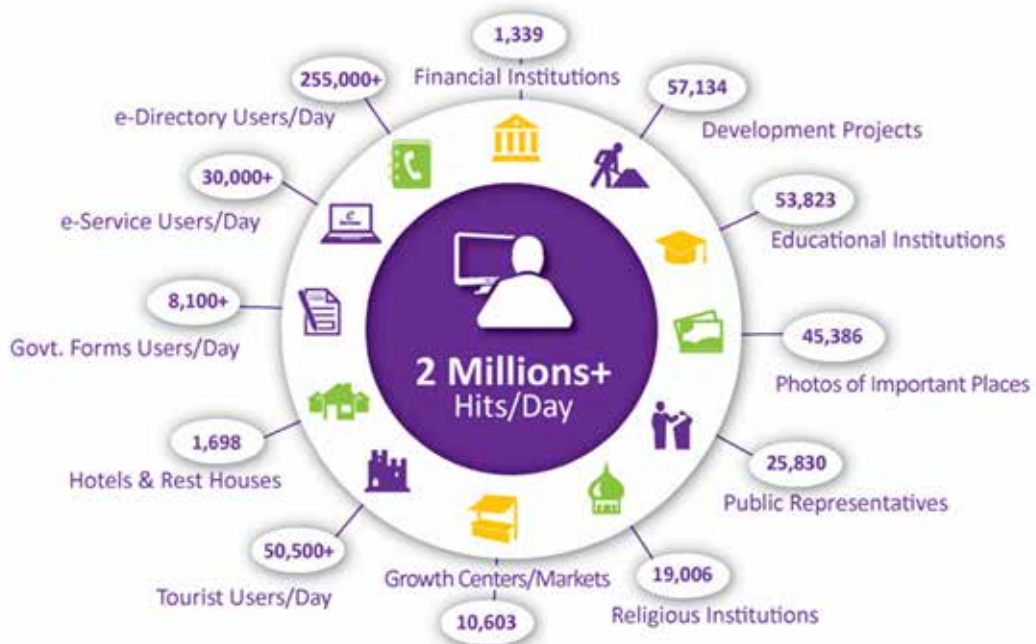 1,339
Financial Institutions
57,134
Development Projects
53,823
Educational Institutions
45,386
Photos of Important Places
25,830
Public Representatives
19,006
Religious Institutions
Growth Centers/Markets
10,603
50,500+
Tourist Users/Day
1,698
Hotels & Rest Houses
8,100+
Govt. Forms Users/Day
30,000+
e-Service Users/Day
255,000+
e-Directory Users/Day
2 Millions+
Hits/Day